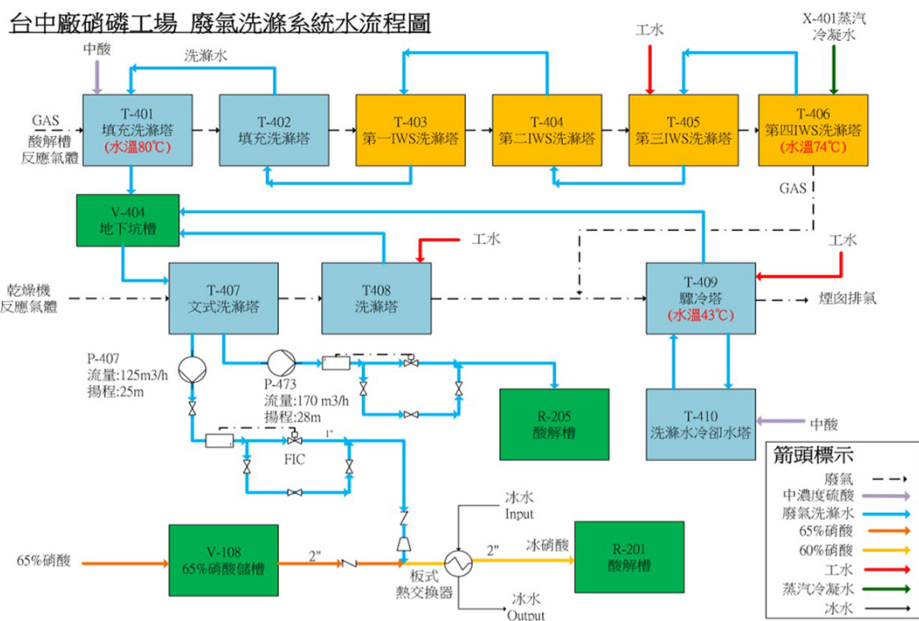 台中廠硝磷工場 廢氣洗滌系統水流程圖
X-401蒸汽
冷凝水
中酸
洗滌水
工水
GAS
酸解槽
反應氣體
T-401
填充洗滌塔
(水溫80℃)
T-402
填充洗滌塔
T-403
第一IWS洗滌塔
T-404
第二IWS洗滌塔
T-405
第三IWS洗滌塔
T-406
第四IWS洗滌塔
(水溫74℃)
GAS
V-404
地下坑槽
工水
工水
乾燥機
反應氣體
T-407
文式洗滌塔
T408
洗滌塔
T-409
驟冷塔
(水溫43℃)
煙囪排氣
P-407
流量:125m3/h
揚程:25m
P-473
流量:170 m3/h
揚程:28m
R-205
酸解槽
T-410
洗滌水冷卻水塔
中酸
1"
FIC
箭頭標示
廢氣
中濃度硫酸
廢氣洗滌水
65%硝酸
60%硝酸
工水
蒸汽冷凝水
冰水
65%硝酸
V-108
65%硝酸儲槽
2"
板式
熱交換器
冰水
Input
2"
冰硝酸
冰水
Output
R-201
酸解槽